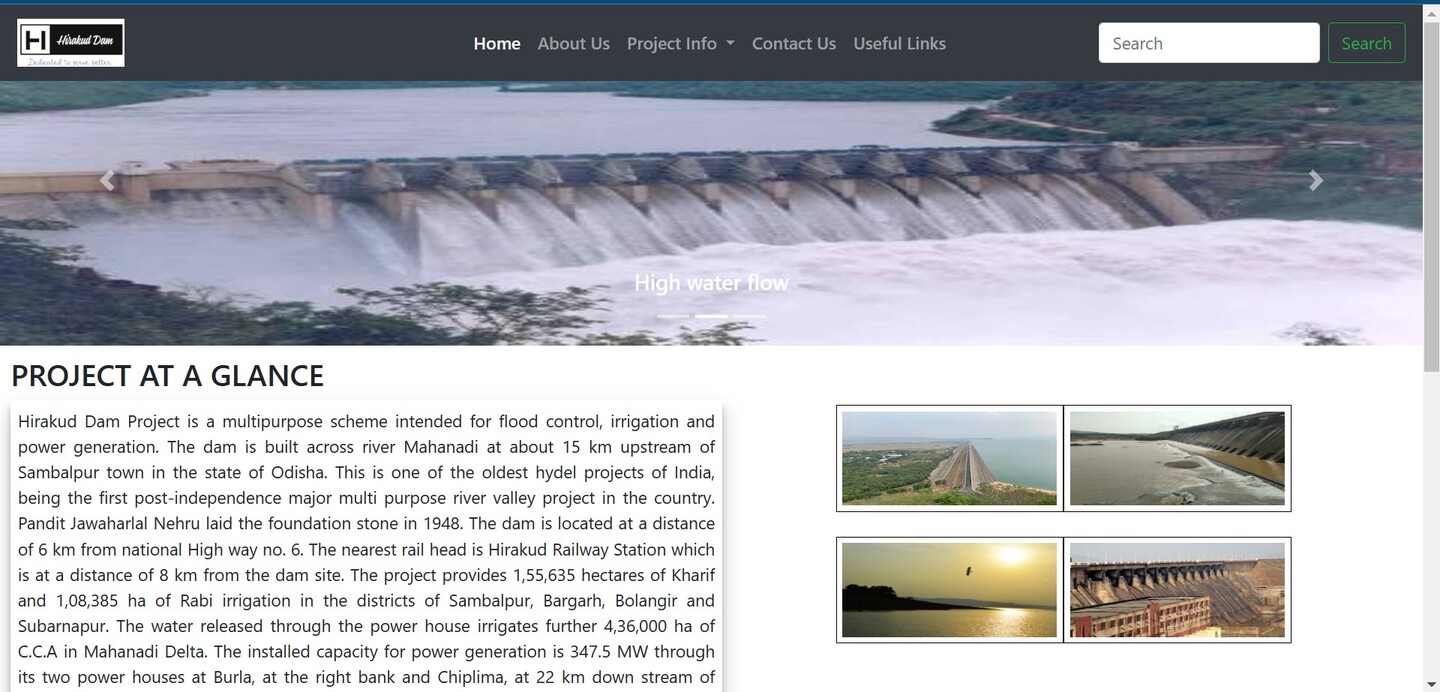 H Hirakud Dam
Dedicated to serve better
Home About Us Project Info Contact Us Useful Links
Search Search
High water flow
PROJECT AT A GLANCE
Hirakud Dam Project is a multipurpose scheme intended for flood control, irrigation and
power generation. The dam is built across river Mahanadi at about 15 km upstream of
Sambalpur town in the state of Odisha. This is one of the oldest hydel projects of India,
being the first post-independence major multi purpose river valley project in the country.
Pandit Jawaharlal Nehru laid the foundation stone in 1948. The dam is located at a distance
of 6 km from national High way no. 6. The nearest rail head is Hirakud Railway Station which
is at a distance of 8 km from the dam site. The project provides 1,55,635 hectares of Kharif
and 1,08,385 ha of Rabi irrigation in the districts of Sambalpur, Bargarh, Bolangir and
Subarnapur. The water released through the power house irrigates further 4,36,000 ha of
C.C.A in Mahanadi Delta. The installed capacity for power generation is 347.5 MW through
its two power houses at Burla, at the right bank and Chiplima, at 22 km down stream of